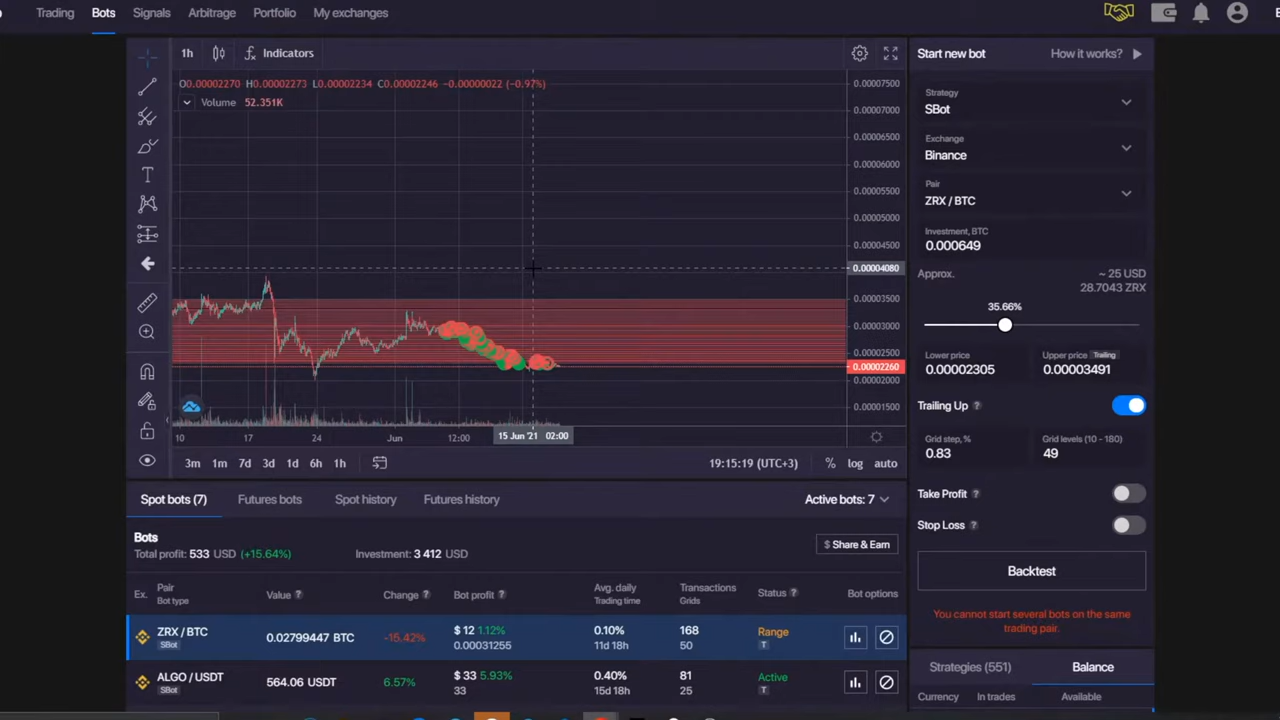 Trading Bots Signals Arbitrage Portfolio My exchanges
1h Indicators
O0.00002270 H0.00002273 L0.00002234 C0.00002246 −0.00000022 (−0.97%)
Volume 52.351K
0.00007500
0.00007000
0.00006500
0.00006000
0.00005500
0.00005000
0.00004500
0.00004080
0.00003500
0.00003000
0.00002500
0.00002260
0.00002000
0.00001500
10 17 24 Jun 12:00 15 Jun '21 02:00
3m 1m 7d 3d 1d 6h 1h 19:15:19 (UTC+3) % log auto
Spot bots (7) Futures bots Spot history Futures history Active bots: 7
Bots
Total profit: 533 USD (+15.64%) Investment: 3 412 USD $ Share & Earn
Ex. Pair Bot type Value ? Change ? Bot profit ? Avg. daily Trading time Transactions Grids Status ? Bot options
ZRX / BTC 0.02799447 BTC -15.42% $ 12 1.12% 0.10% 168 Range
SBot 0.00031255 11d 18h 50 T
ALGO / USDT 564.06 USDT 6.57% $ 33 5.93% 0.40% 81 Active
SBot 33 15d 18h 25 T
Start new bot How it works?
Strategy
SBot
Exchange
Binance
Pair
ZRX / BTC
Investment, BTC
0.000649
Approx. ~ 25 USD
28.7043 ZRX
35.66%
Lower price Upper price Trailing
0.00002305 0.00003491
Trailing Up ?
Grid step, % Grid levels (10 - 180)
0.83 49
Take Profit ?
Stop Loss ?
Backtest
You cannot start several bots on the same
trading pair.
Strategies (551) Balance
Currency In trades Available